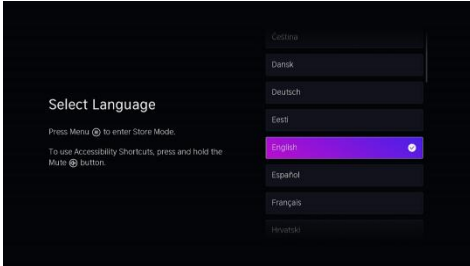 Select Language
Press Menu to enter Store Mode.
To use Accessibility Shortcuts, press and hold the
Mute button.
Čeština
Dansk
Deutsch
Eesti
English
Español
Français
Hrvatski